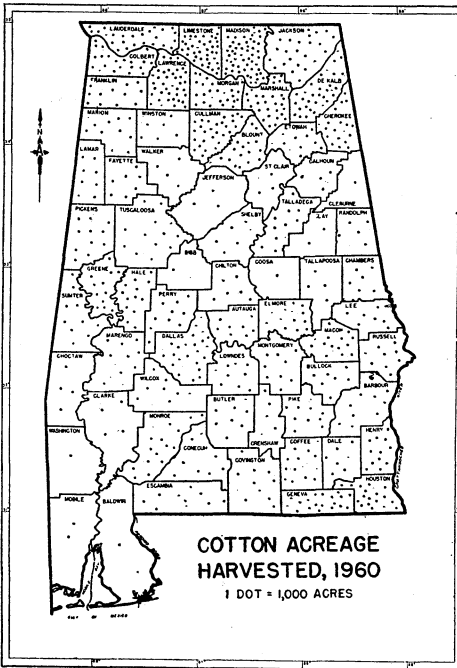 LAUDERDALE
LIMESTONE
MADISON
JACKSON
COLBERT
LAWRENCE
FRANKLIN
MORGAN
MARSHALL
DE KALB
MARION
WINSTON
CULLMAN
BLOUNT
ETOWAH
CHEROKEE
LAMAR
FAYETTE
WALKER
JEFFERSON
ST CLAIR
CALHOUN
CLEBURNE
PICKENS
TUSCALOOSA
SHELBY
TALLADEGA
CLAY
RANDOLPH
BIBB
GREENE
HALE
SUMTER
PERRY
CHILTON
COOSA
TALLAPOOSA
CHAMBERS
LEE
AUTAUGA
ELMORE
MACON
RUSSELL
MARENGO
DALLAS
LOWNDES
MONTGOMERY
BULLOCK
CHOCTAW
WILCOX
BARBOUR
CLARKE
BUTLER
PIKE
MONROE
WASHINGTON
CONECUH
CRENSHAW
COFFEE
DALE
HENRY
COVINGTON
HOUSTON
ESCAMBIA
GENEVA
MOBILE
BALDWIN
COTTON ACREAGE
HARVESTED, 1960
1 DOT = 1,000 ACRES
GULF OF MEXICO